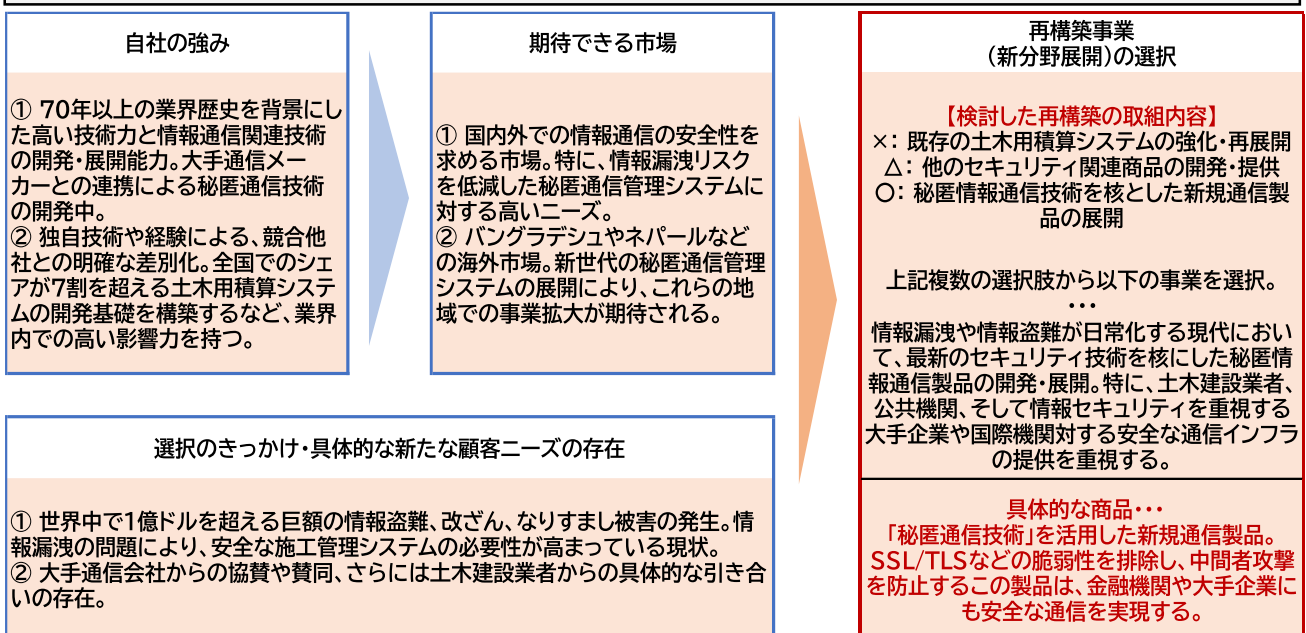 自社の強み
① 70年以上の業界歴史を背景にし
た高い技術力と情報通信関連技術
の開発・展開能力。大手通信メー
カーとの連携による秘匿通信技術
の開発中。
② 独自技術や経験による、競合他
社との明確な差別化。全国でのシェ
アが7割を超える土木用積算システ
ムの開発基礎を構築するなど、業界
内での高い影響力を持つ。
期待できる市場
① 国内外での情報通信の安全性を
求める市場。特に、情報漏洩リスク
を低減した秘匿通信管理システムに
対する高いニーズ。
② バングラデシュやネパールなど
の海外市場。新世代の秘匿通信管理
システムの展開により、これらの地
域での事業拡大が期待される。
選択のきっかけ・具体的な新たな顧客ニーズの存在
① 世界中で1億ドルを超える巨額の情報盗難、改ざん、なりすまし被害の発生。情
報漏洩の問題により、安全な施工管理システムの必要性が高まっている現状。
② 大手通信会社からの協賛や賛同、さらには土木建設業者からの具体的な引き合
いの存在。
再構築事業
(新分野展開)の選択
【検討した再構築の取組内容】
×: 既存の土木用積算システムの強化・再展開
△: 他のセキュリティ関連商品の開発・提供
○: 秘匿情報通信技術を核とした新規通信製
品の展開
上記複数の選択肢から以下の事業を選択。
・・・
情報漏洩や情報盗難が日常化する現代におい
て、最新のセキュリティ技術を核にした秘匿情
報通信製品の開発・展開。特に、土木建設業者、
公共機関、そして情報セキュリティを重視する
大手企業や国際機関対する安全な通信インフラ
の提供を重視する。
具体的な商品・・・
「秘匿通信技術」を活用した新規通信製品。
SSL/TLSなどの脆弱性を排除し、中間者攻撃
を防止するこの製品は、金融機関や大手企業に
も安全な通信を実現する。